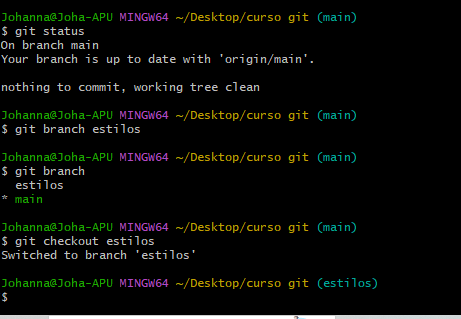 Johanna@Joha-APU MINGW64 ~/Desktop/curso git (main)
$ git status
On branch main
Your branch is up to date with 'origin/main'.
nothing to commit, working tree clean
Johanna@Joha-APU MINGW64 ~/Desktop/curso git (main)
$ git branch estilos
Johanna@Joha-APU MINGW64 ~/Desktop/curso git (main)
$ git branch
estilos
* main
Johanna@Joha-APU MINGW64 ~/Desktop/curso git (main)
$ git checkout estilos
Switched to branch 'estilos'
Johanna@Joha-APU MINGW64 ~/Desktop/curso git (estilos)
$